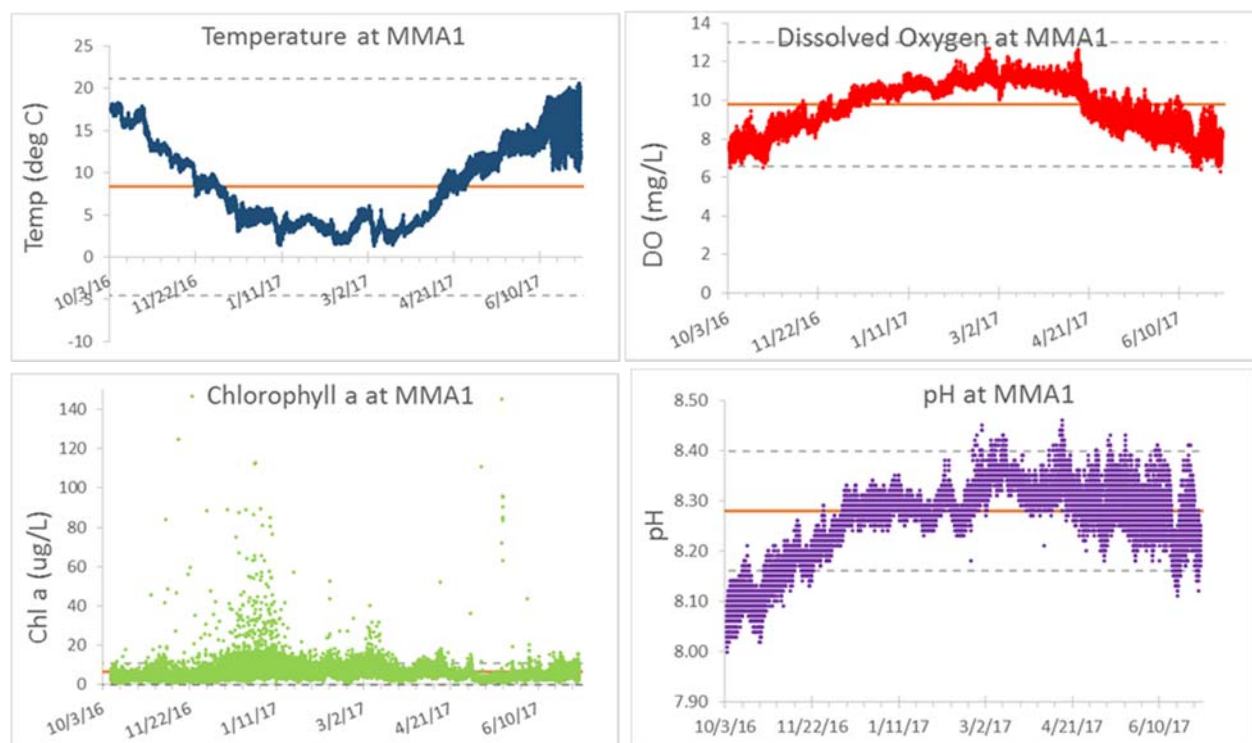 Temperature at MMA1
Temp (deg C)
25
20
15
10
5
0
-5
-10
10/3/16 11/22/16 1/11/17 3/2/17 4/21/17 6/10/17
Dissolved Oxygen at MMA1
DO (mg/L)
14
12
10
8
6
4
2
0
10/3/16 11/22/16 1/11/17 3/2/17 4/21/17 6/10/17
Chlorophyll a at MMA1
Chl a (ug/L)
140
120
100
80
60
40
20
0
10/3/16 11/22/16 1/11/17 3/2/17 4/21/17 6/10/17
pH at MMA1
pH
8.50
8.40
8.30
8.20
8.10
8.00
7.90
10/3/16 11/22/16 1/11/17 3/2/17 4/21/17 6/10/17